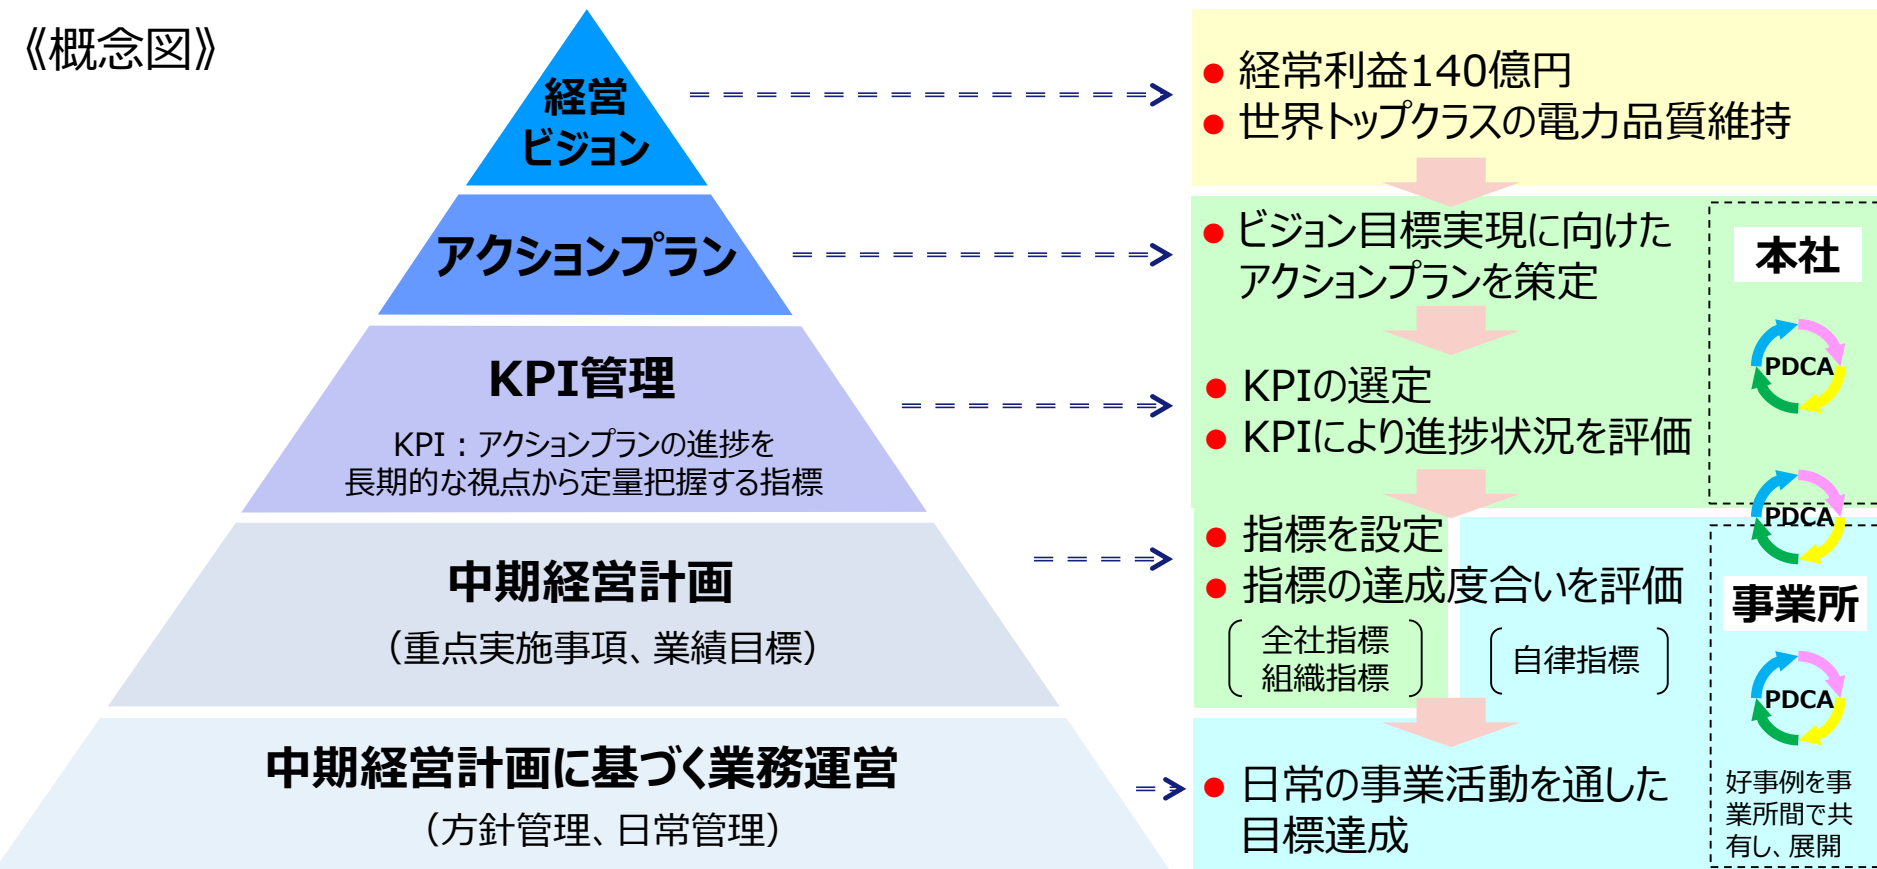 《概念図》
経営
ビジョン
アクションプラン
KPI管理
KPI：アクションプランの進捗を
長期的な視点から定量把握する指標
中期経営計画
（重点実施事項、業績目標）
中期経営計画に基づく業務運営
（方針管理、日常管理）
● 経常利益140億円
● 世界トップクラスの電力品質維持
● ビジョン目標実現に向けた
アクションプランを策定
● KPIの選定
● KPIにより進捗状況を評価
● 指標を設定
● 指標の達成度合いを評価
全社指標
組織指標
自律指標
● 日常の事業活動を通した
目標達成
本社
PDCA
PDCA
事業所
PDCA
好事例を事
業所間で共
有し、展開